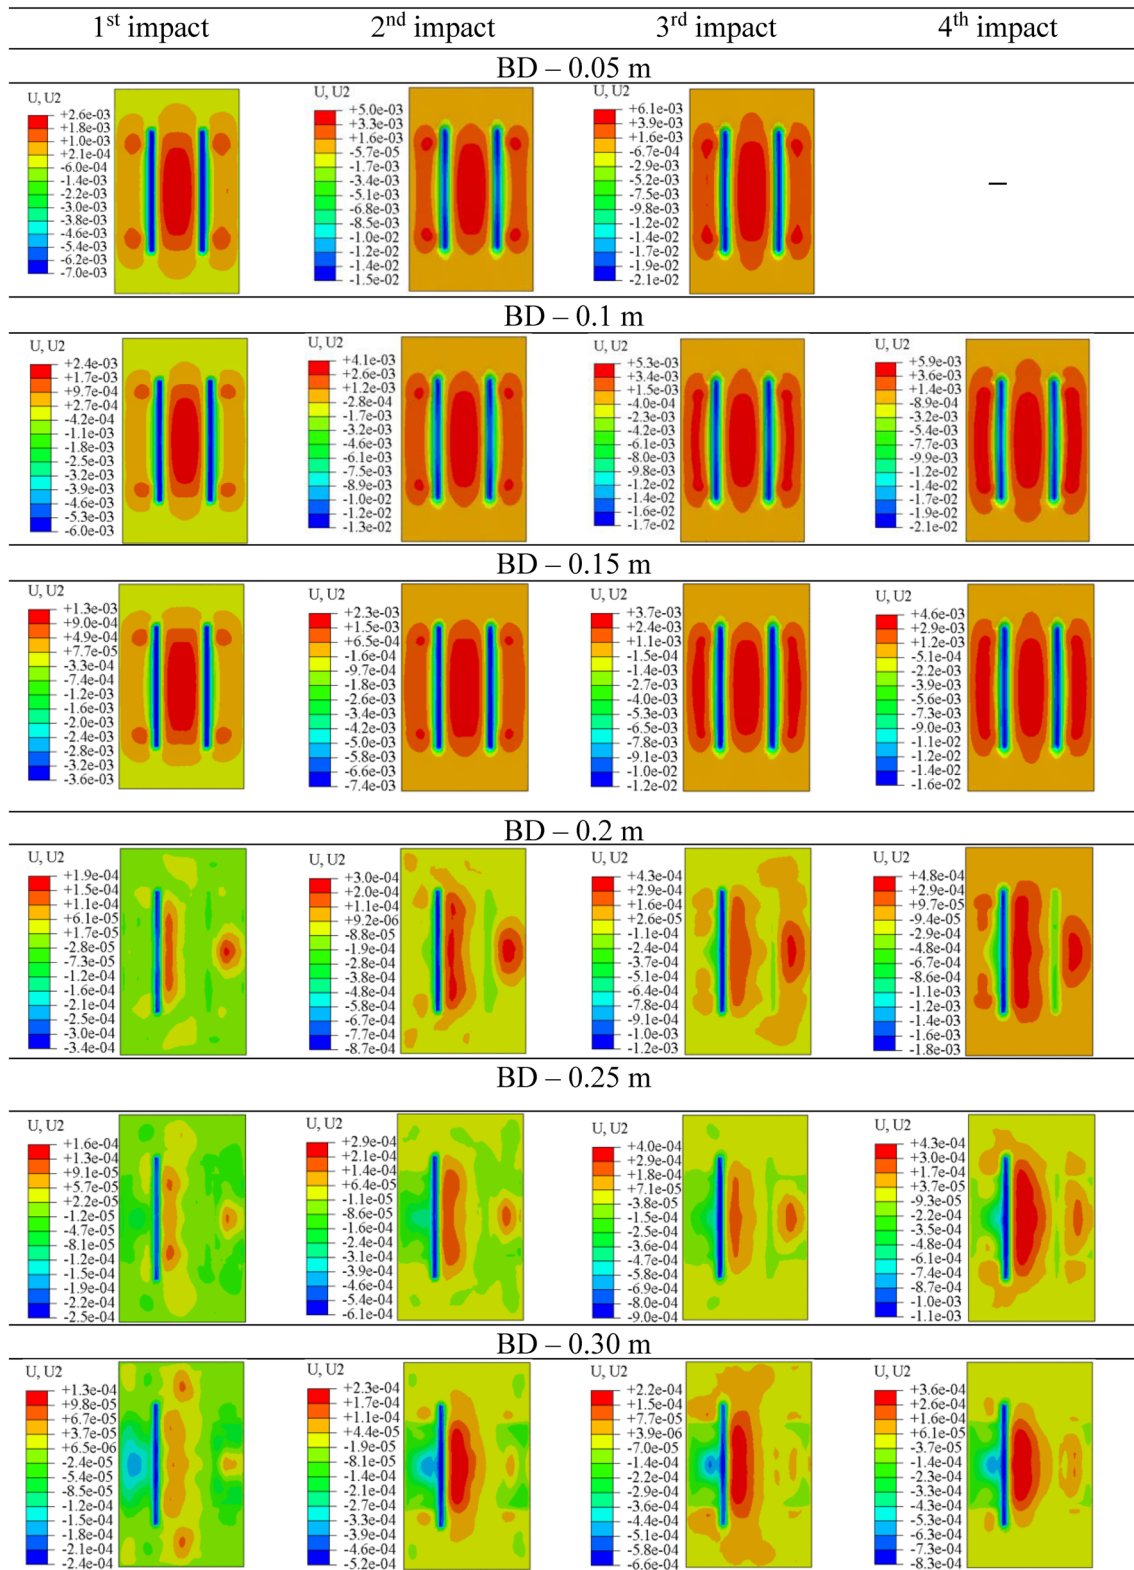 1st impact
2nd impact
3rd impact
4th impact
BD – 0.05 m
U, U2
+2.6e-03
+1.8e-03
+1.0e-03
+2.1e-04
-6.0e-04
-1.4e-03
-2.2e-03
-3.0e-03
-3.8e-03
-4.6e-03
-5.4e-03
-6.2e-03
-7.0e-03
U, U2
+5.0e-03
+3.3e-03
+1.6e-03
-5.7e-05
-1.7e-03
-3.4e-03
-5.1e-03
-6.8e-03
-8.5e-03
-1.0e-02
-1.2e-02
-1.4e-02
-1.5e-02
U, U2
+6.1e-03
+3.9e-03
+1.6e-03
-6.7e-04
-2.9e-03
-5.2e-03
-7.5e-03
-9.8e-03
-1.2e-02
-1.4e-02
-1.7e-02
-1.9e-02
-2.1e-02
–
BD – 0.1 m
U, U2
+2.4e-03
+1.7e-03
+9.7e-04
+2.7e-04
-4.2e-04
-1.1e-03
-1.8e-03
-2.5e-03
-3.2e-03
-3.9e-03
-4.6e-03
-5.3e-03
-6.0e-03
U, U2
+4.1e-03
+2.6e-03
+1.2e-03
-2.8e-04
-1.7e-03
-3.2e-03
-4.6e-03
-6.1e-03
-7.5e-03
-8.9e-03
-1.0e-02
-1.2e-02
-1.3e-02
U, U2
+5.3e-03
+3.4e-03
+1.5e-03
-4.0e-04
-2.3e-03
-4.2e-03
-6.1e-03
-8.0e-03
-9.8e-03
-1.2e-02
-1.4e-02
-1.6e-02
-1.7e-02
U, U2
+5.9e-03
+3.6e-03
+1.4e-03
-8.9e-04
-3.2e-03
-5.4e-03
-7.7e-03
-9.9e-03
-1.2e-02
-1.4e-02
-1.7e-02
-1.9e-02
-2.1e-02
BD – 0.15 m
U, U2
+1.3e-03
+9.0e-04
+4.9e-04
+7.7e-05
-3.3e-04
-7.4e-04
-1.2e-03
-1.6e-03
-2.0e-03
-2.4e-03
-2.8e-03
-3.2e-03
-3.6e-03
U, U2
+2.3e-03
+1.5e-03
+6.5e-04
-1.6e-04
-9.7e-04
-1.8e-03
-2.6e-03
-3.4e-03
-4.2e-03
-5.0e-03
-5.8e-03
-6.6e-03
-7.4e-03
U, U2
+3.7e-03
+2.4e-03
+1.1e-03
-1.5e-04
-1.4e-03
-2.7e-03
-4.0e-03
-5.3e-03
-6.5e-03
-7.8e-03
-9.1e-03
-1.0e-02
-1.2e-02
U, U2
+4.6e-03
+2.9e-03
+1.2e-03
-5.1e-04
-2.2e-03
-3.9e-03
-5.6e-03
-7.3e-03
-9.0e-03
-1.1e-02
-1.2e-02
-1.4e-02
-1.6e-02
BD – 0.2 m
U, U2
+1.9e-04
+1.5e-04
+1.1e-04
+6.1e-05
+1.7e-05
-2.8e-05
-7.3e-05
-1.2e-04
-1.6e-04
-2.1e-04
-2.5e-04
-3.0e-04
-3.4e-04
U, U2
+3.0e-04
+2.0e-04
+1.1e-04
+9.2e-06
-8.8e-05
-1.9e-04
-2.8e-04
-3.8e-04
-4.8e-04
-5.8e-04
-6.7e-04
-7.7e-04
-8.7e-04
U, U2
+4.3e-04
+2.9e-04
+1.6e-04
+2.6e-05
-1.1e-04
-2.4e-04
-3.7e-04
-5.1e-04
-6.4e-04
-7.8e-04
-9.1e-04
-1.0e-03
-1.2e-03
U, U2
+4.8e-04
+2.9e-04
+9.7e-05
-9.4e-05
-2.9e-04
-4.8e-04
-6.7e-04
-8.6e-04
-1.1e-03
-1.2e-03
-1.4e-03
-1.6e-03
-1.8e-03
BD – 0.25 m
U, U2
+1.6e-04
+1.3e-04
+9.1e-05
+5.7e-05
+2.2e-05
-1.2e-05
-4.7e-05
-8.1e-05
-1.2e-04
-1.5e-04
-1.9e-04
-2.2e-04
-2.5e-04
U, U2
+2.9e-04
+2.1e-04
+1.4e-04
+6.4e-05
-1.1e-05
-8.6e-05
-1.6e-04
-2.4e-04
-3.1e-04
-3.9e-04
-4.6e-04
-5.4e-04
-6.1e-04
U, U2
+4.0e-04
+2.9e-04
+1.8e-04
+7.1e-05
-3.8e-05
-1.5e-04
-2.5e-04
-3.6e-04
-4.7e-04
-5.8e-04
-6.9e-04
-8.0e-04
-9.0e-04
U, U2
+4.3e-04
+3.0e-04
+1.7e-04
+3.7e-05
-9.3e-05
-2.2e-04
-3.5e-04
-4.8e-04
-6.1e-04
-7.4e-04
-8.7e-04
-1.0e-03
-1.1e-03
BD – 0.30 m
U, U2
+1.3e-04
+9.8e-05
+6.7e-05
+3.7e-05
+6.5e-06
-2.4e-05
-5.4e-05
-8.5e-05
-1.2e-04
-1.5e-04
-1.8e-04
-2.1e-04
-2.4e-04
U, U2
+2.3e-04
+1.7e-04
+1.1e-04
+4.4e-05
-1.9e-05
-8.1e-05
-1.4e-04
-2.1e-04
-2.7e-04
-3.3e-04
-3.9e-04
-4.6e-04
-5.2e-04
U, U2
+2.2e-04
+1.5e-04
+7.7e-05
+3.9e-06
-7.0e-05
-1.4e-04
-2.2e-04
-2.9e-04
-3.6e-04
-4.4e-04
-5.1e-04
-5.8e-04
-6.6e-04
U, U2
+3.6e-04
+2.6e-04
+1.6e-04
+6.1e-05
-3.7e-05
-1.4e-04
-2.3e-04
-3.3e-04
-4.3e-04
-5.3e-04
-6.3e-04
-7.3e-04
-8.3e-04